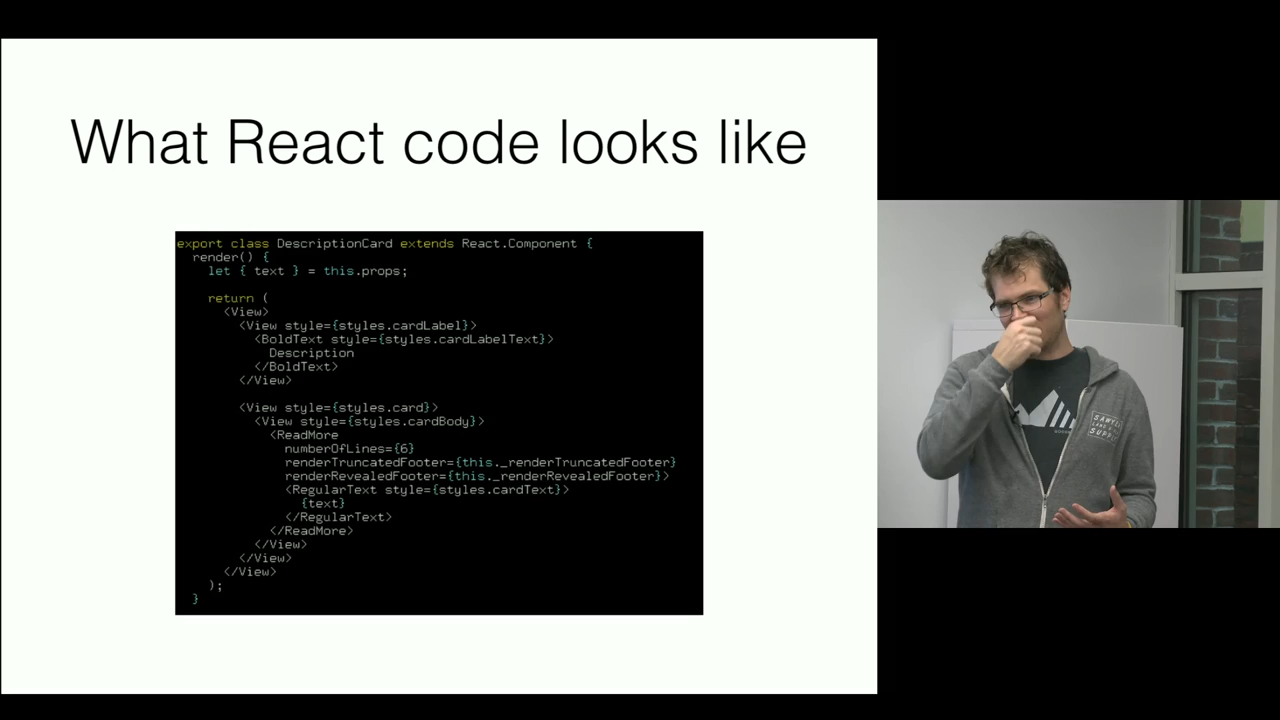 What React code looks like
export class DescriptionCard extends React.Component {
render() {
let { text } = this.props;
return (
<View>
<View style={styles.cardLabel}>
<BoldText style={styles.cardLabelText}>
Description
</BoldText>
</View>
<View style={styles.card}>
<View style={styles.cardBody}>
<ReadMore
numberOfLines={6}
renderTruncatedFooter={this._renderTruncatedFooter}
renderRevealedFooter={this._renderRevealedFooter}>
<RegularText style={styles.cardText}>
{text}
</RegularText>
</ReadMore>
</View>
</View>
</View>
);
}
SUPPLY